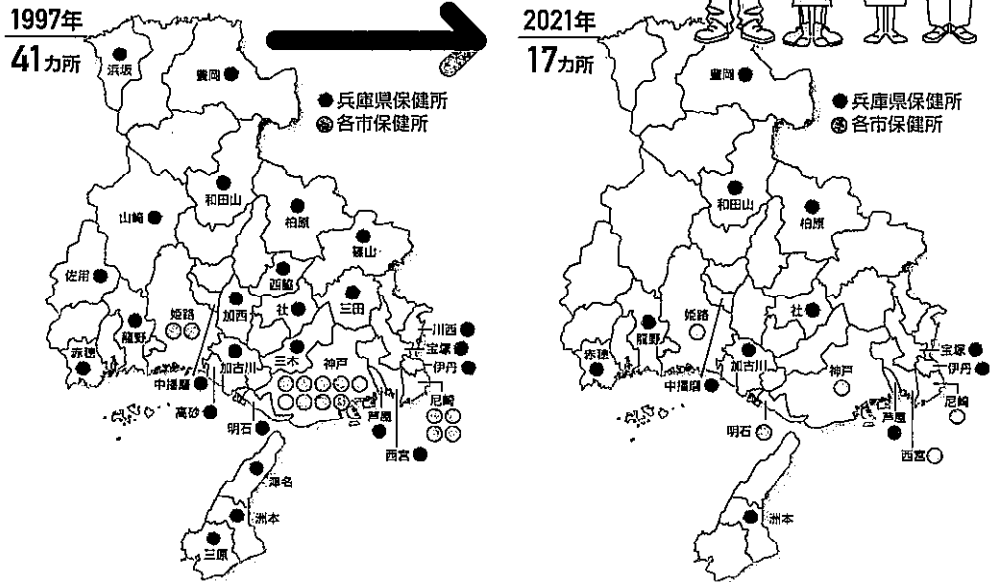 1997年
41カ所
兵庫県保健所
各市保健所
浜坂
豊岡
和田山
山崎
柏原
篠山
佐用
西脇
加西
社
三田
姫路
龍野
赤穂
加古川
三木
神戸
川西
宝塚
伊丹
尼崎
中播磨
高砂
明石
芦屋
西宮
津名
洲本
三原
2021年
17カ所
兵庫県保健所
各市保健所
豊岡
和田山
柏原
社
姫路
龍野
赤穂
加古川
神戸
宝塚
伊丹
尼崎
中播磨
明石
芦屋
西宮
洲本